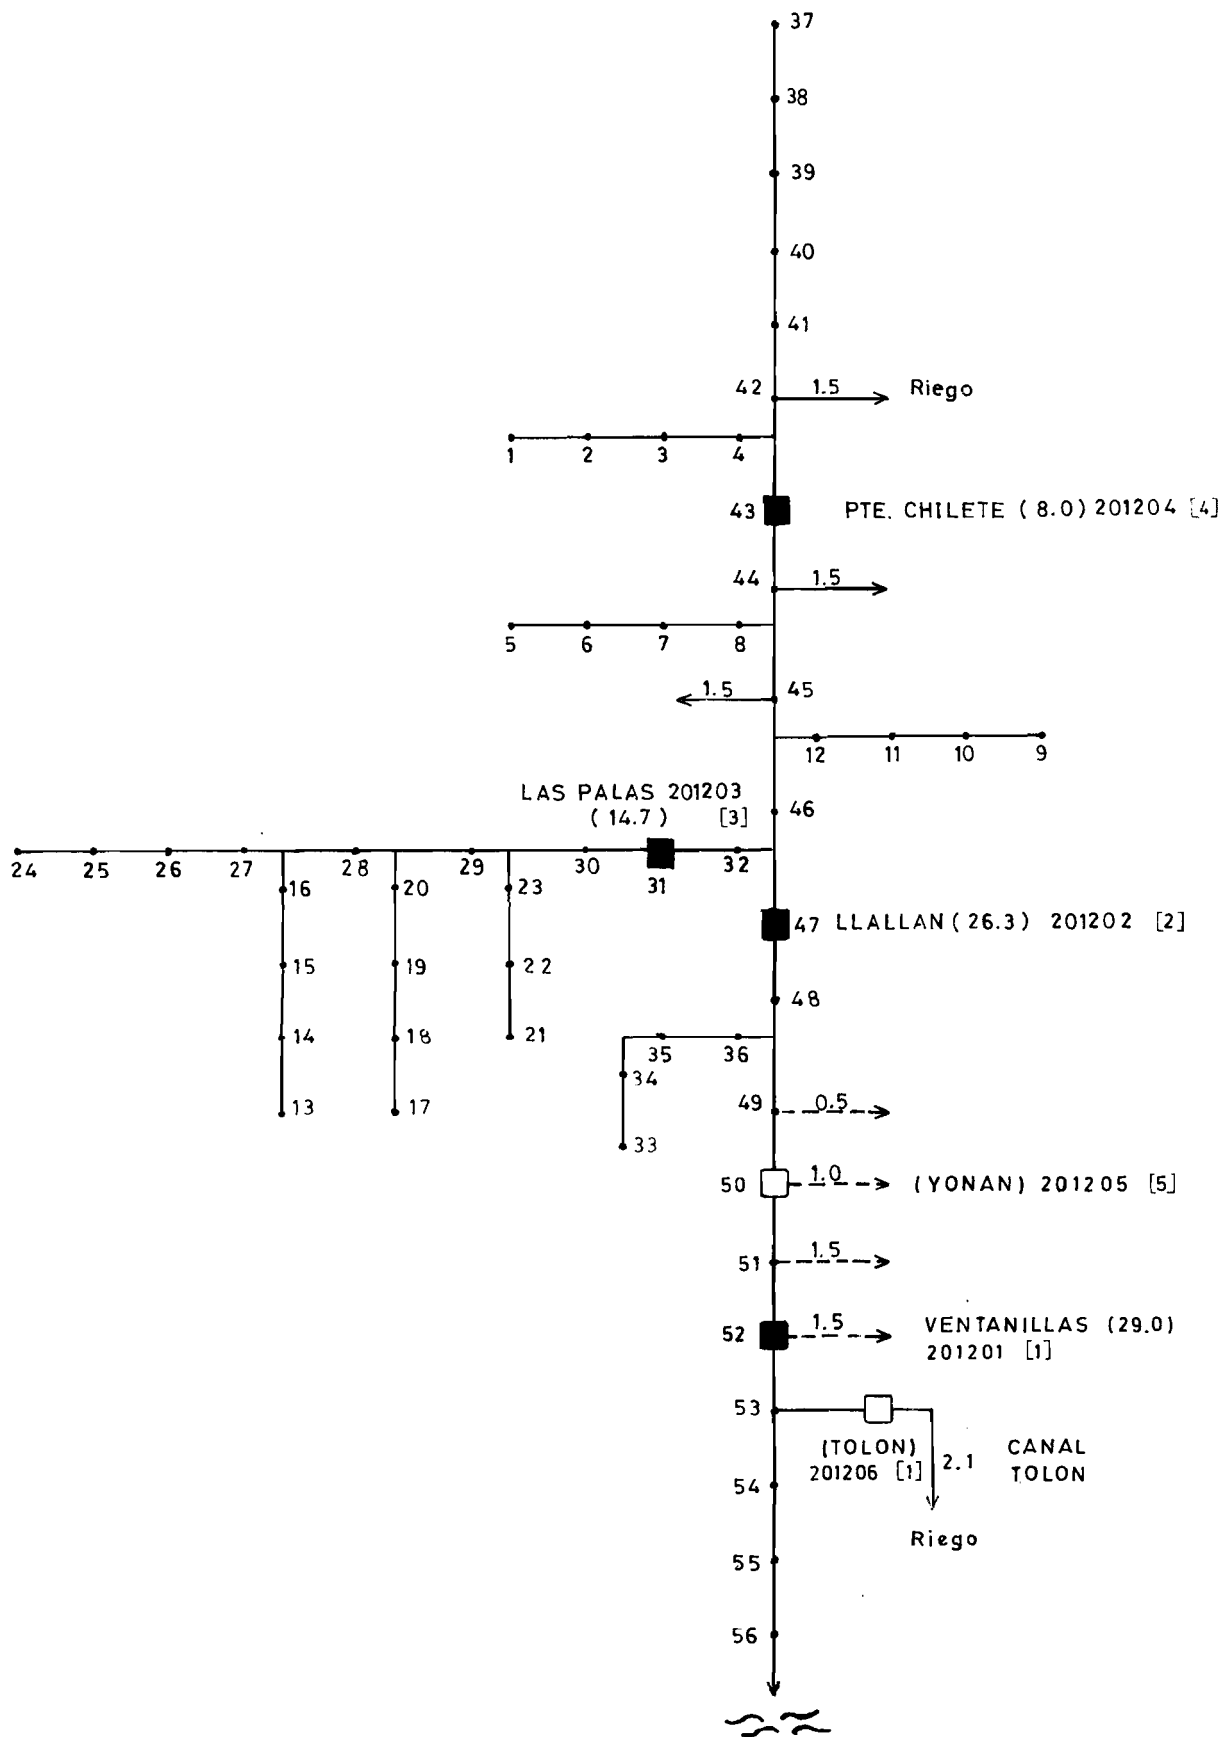 37
38
39
40
41
42 1.5 Riego
1 2 3 4
43 PTE. CHILETE (8.0) 201204 [4]
44 1.5
5 6 7 8
1.5 45
12 11 10 9
LAS PALAS 201203
(14.7) [3]
46
24 25 26 27 28 29 30 31 32
16 20 23
47 LLALLAN (26.3) 201202 [2]
15 19 22
48
14 18 21
35 36
34
13 17
49 0.5
33
50 1.0 (YONAN) 201205 [5]
51 1.5
52 1.5 VENTANILLAS (29.0)
201201 [1]
53
(TOLON)
201206 [1]
2.1 CANAL
TOLON
54
Riego
55
56